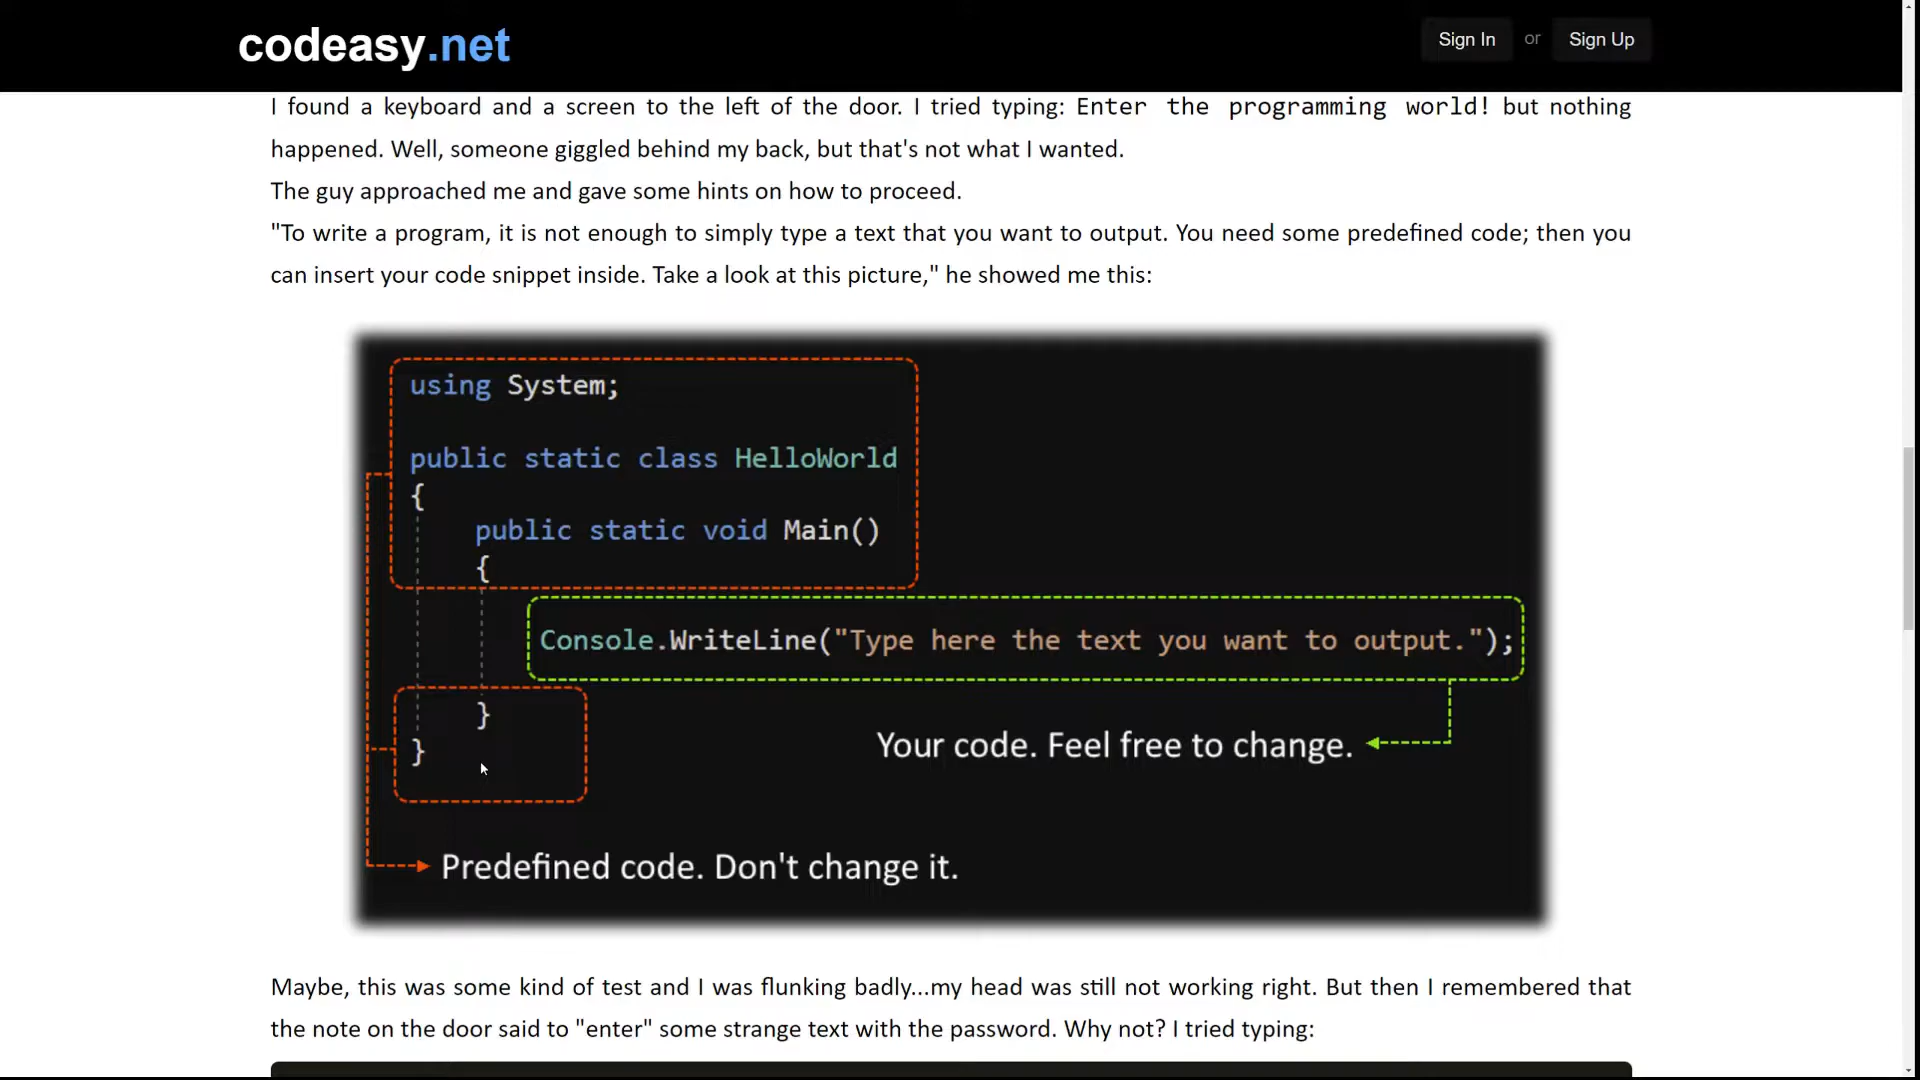 codeasy.net
Sign In or Sign Up
I found a keyboard and a screen to the left of the door. I tried typing: Enter the programming world! but nothing
happened. Well, someone giggled behind my back, but that's not what I wanted.
The guy approached me and gave some hints on how to proceed.
"To write a program, it is not enough to simply type a text that you want to output. You need some predefined code; then you
can insert your code snippet inside. Take a look at this picture," he showed me this:
using System;
public static class HelloWorld
{
public static void Main()
{
Console.WriteLine("Type here the text you want to output.");
}
Your code. Feel free to change.
}
Predefined code. Don't change it.
Maybe, this was some kind of test and I was flunking badly...my head was still not working right. But then I remembered that
the note on the door said to "enter" some strange text with the password. Why not? I tried typing: